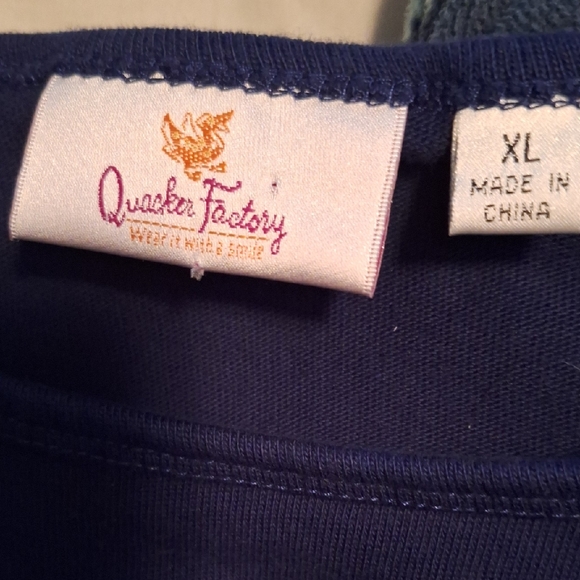 Quacker Factory
Wear it with a smile
XL
MADE IN
CHINA